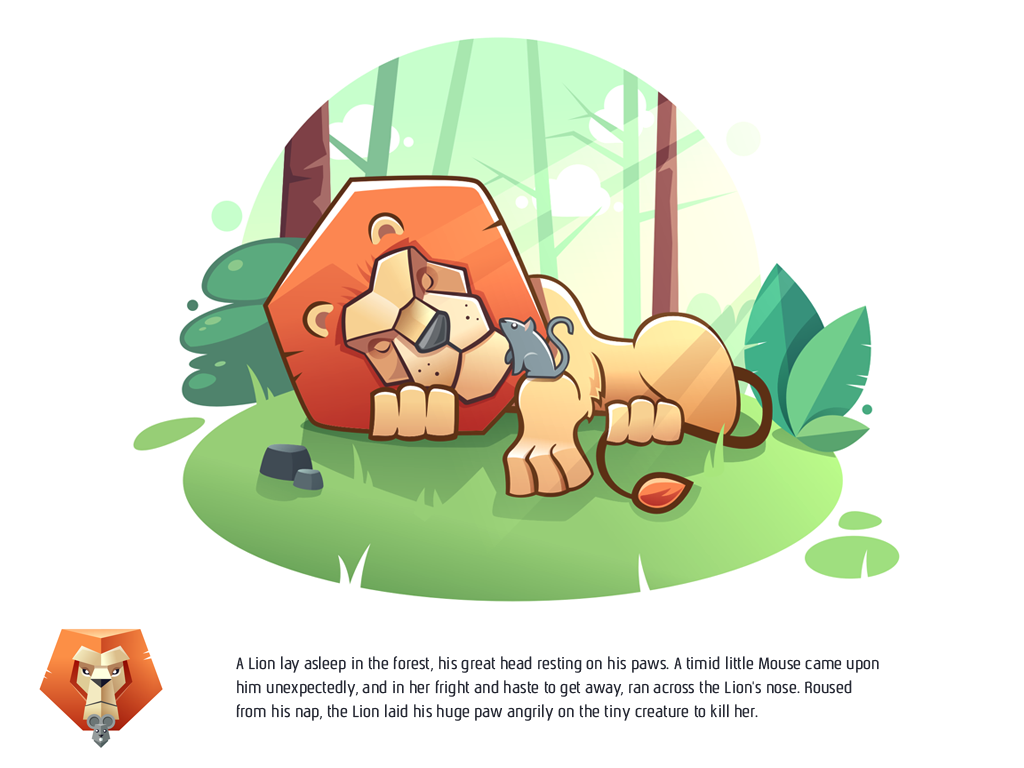 A Lion lay asleep in the forest, his great head resting on his paws. A timid little Mouse came upon
him unexpectedly, and in her fright and haste to get away, ran across the Lion's nose. Roused
from his nap, the Lion laid his huge paw angrily on the tiny creature to kill her.